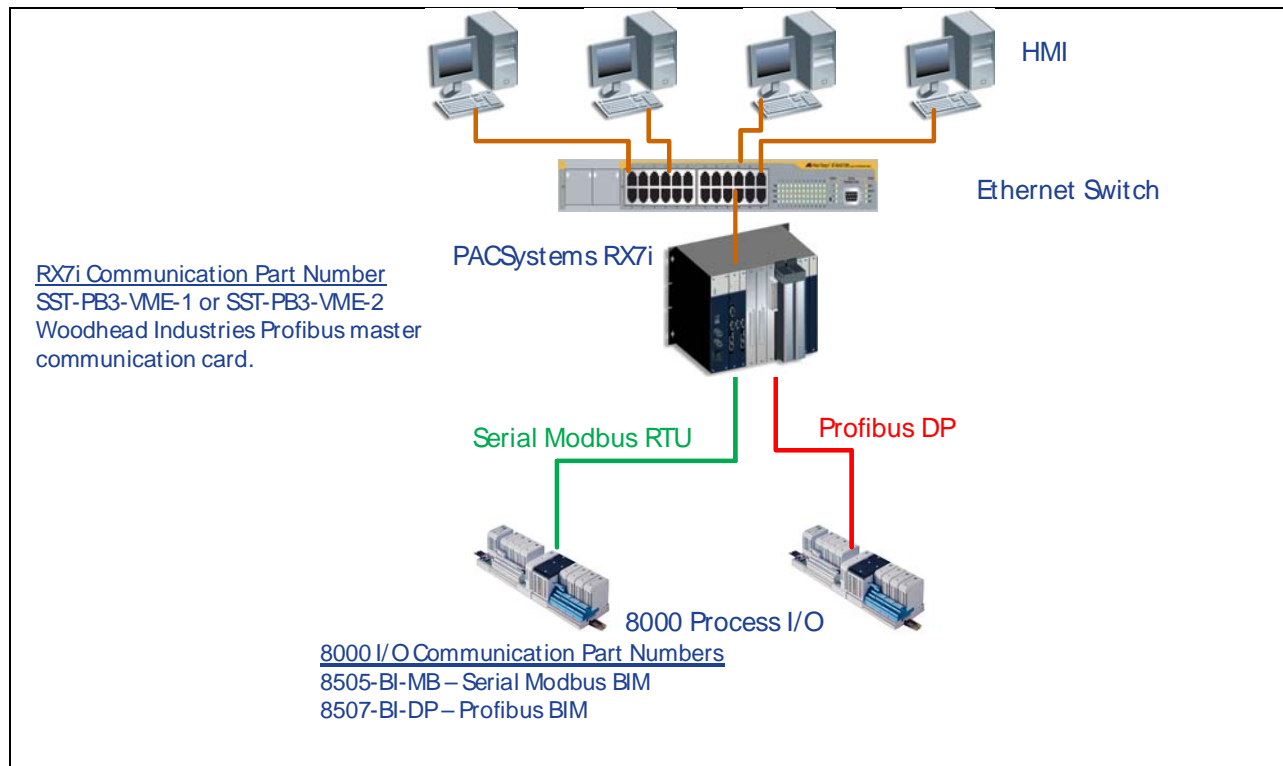 HMI
Ethernet Switch
PACSystems RX7i
RX7i Communication Part Number
SST-PB3-VME-1 or SST-PB3-VME-2
Woodhead Industries Profibus master
communication card.
Serial Modbus RTU
Profibus DP
8000 Process I/O
8000 I/O Communication Part Numbers
8505-BI-MB – Serial Modbus BIM
8507-BI-DP – Profibus BIM